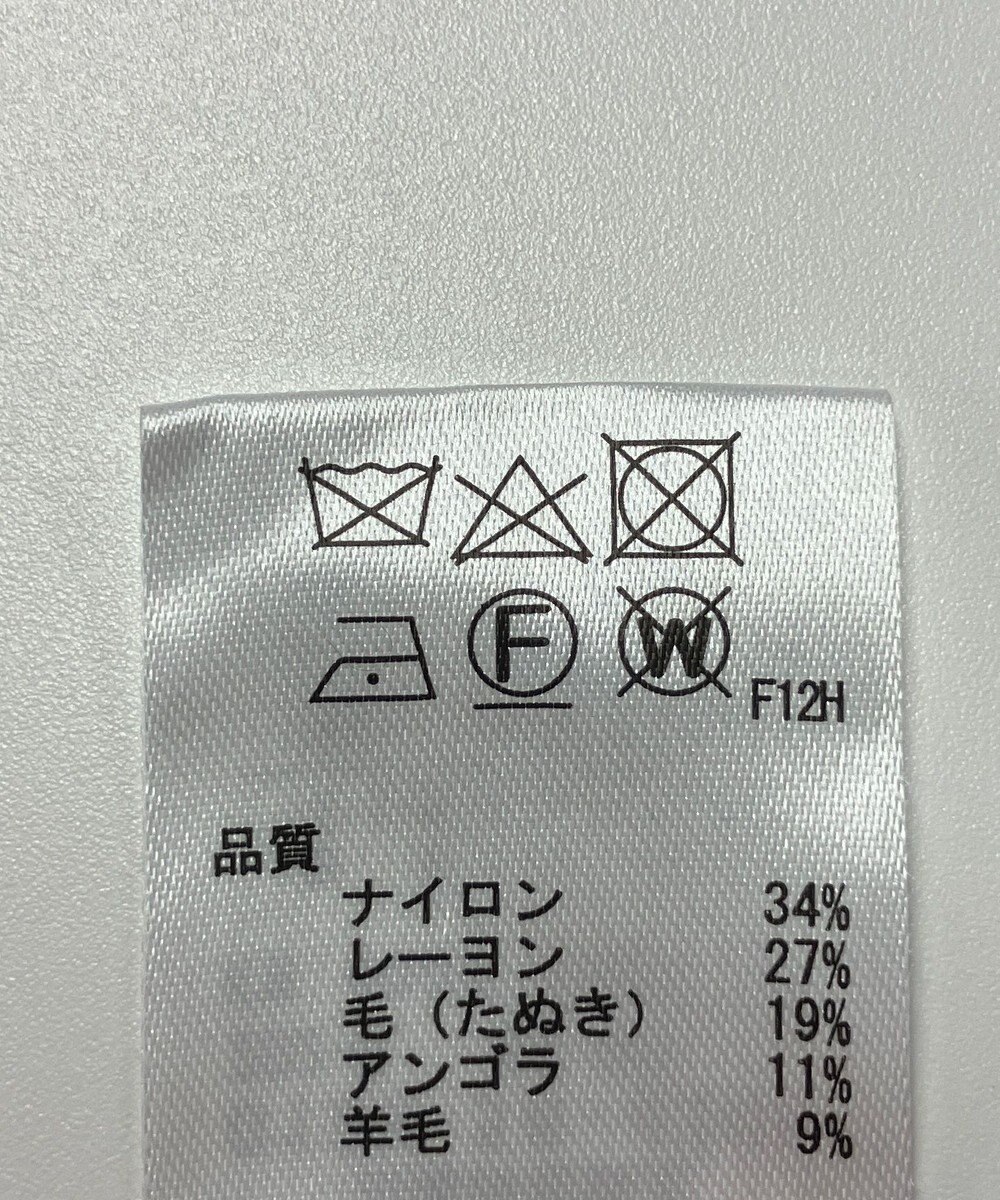 F
W
F12H
品質
ナイロン 34%
レーヨン 27%
毛（たぬき） 19%
アンゴラ 11%
羊毛 9%